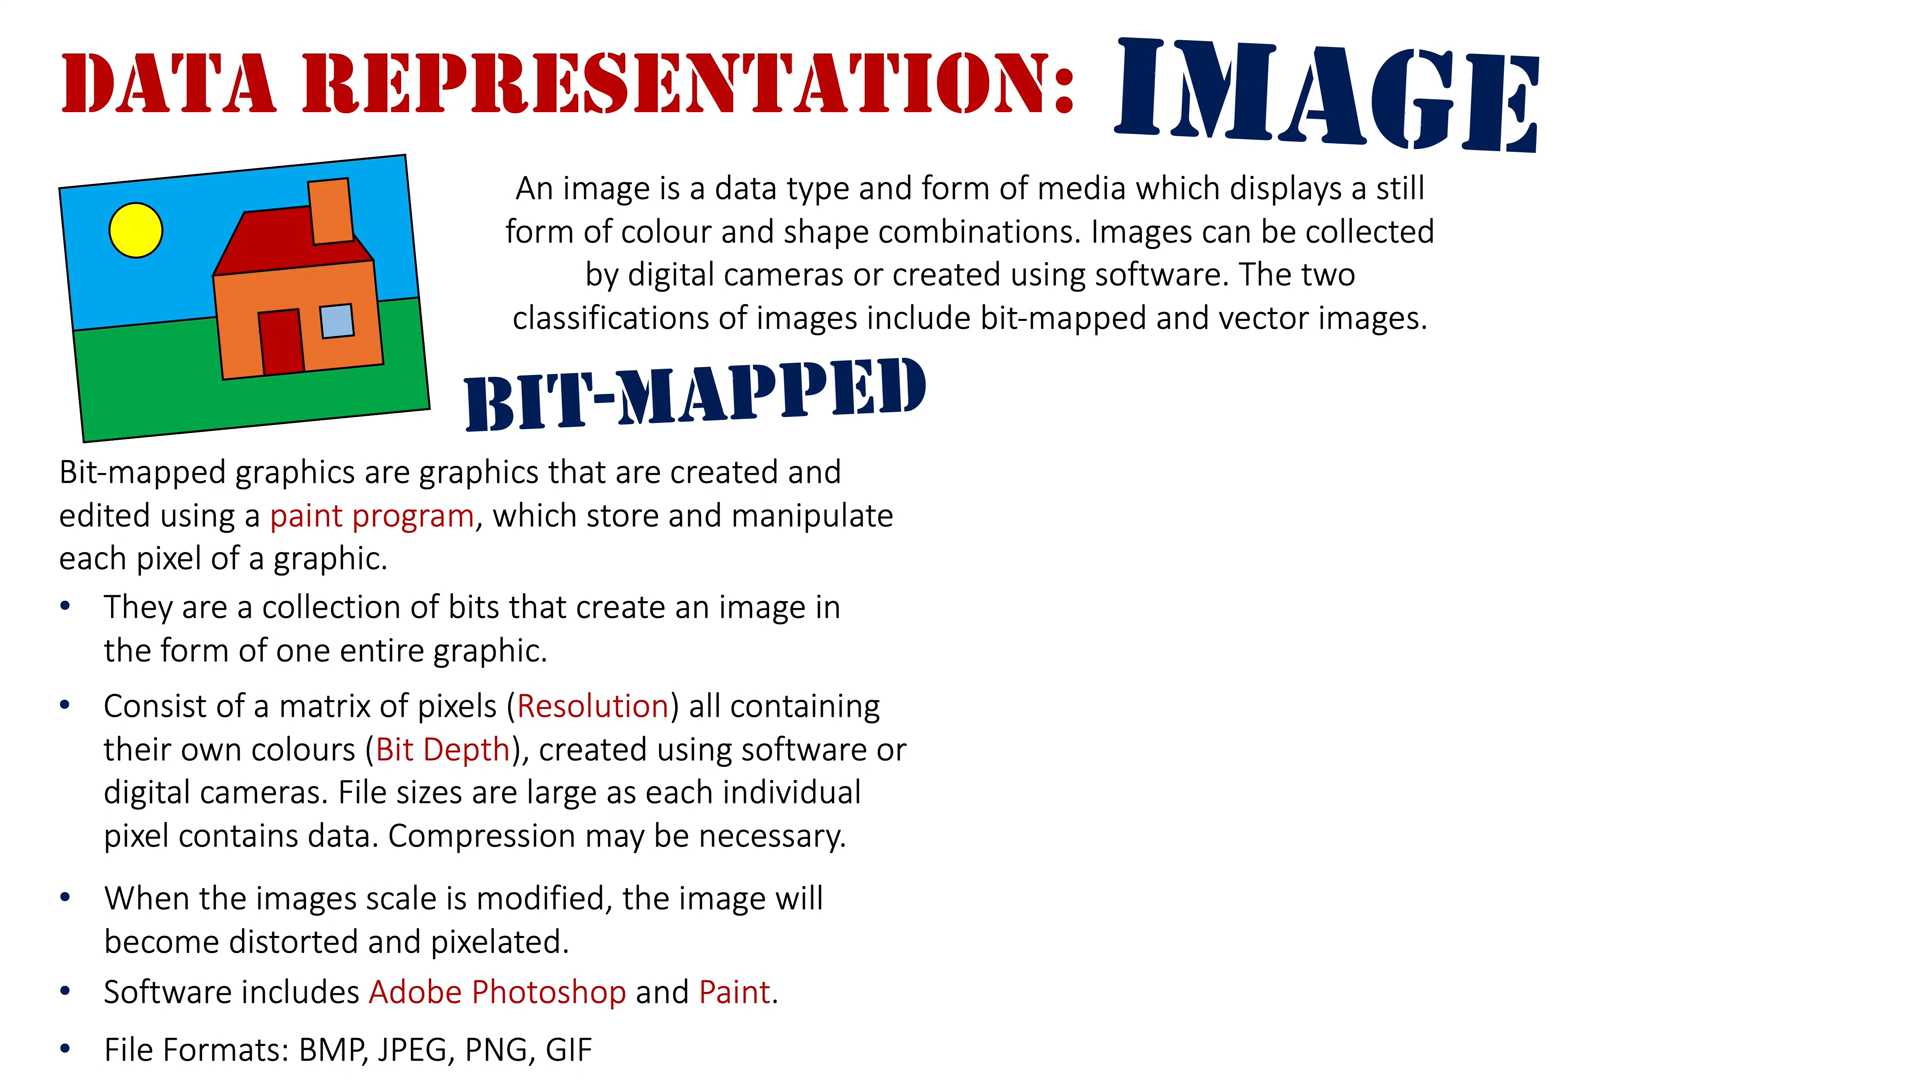 DATA REPRESENTATION: IMAGE
An image is a data type and form of media which displays a still
form of colour and shape combinations. Images can be collected
by digital cameras or created using software. The two
classifications of images include bit-mapped and vector images.
BIT-MAPPED
Bit-mapped graphics are graphics that are created and
edited using a paint program, which store and manipulate
each pixel of a graphic.
• They are a collection of bits that create an image in
the form of one entire graphic.
• Consist of a matrix of pixels (Resolution) all containing
their own colours (Bit Depth), created using software or
digital cameras. File sizes are large as each individual
pixel contains data. Compression may be necessary.
• When the images scale is modified, the image will
become distorted and pixelated.
• Software includes Adobe Photoshop and Paint.
• File Formats: BMP, JPEG, PNG, GIF